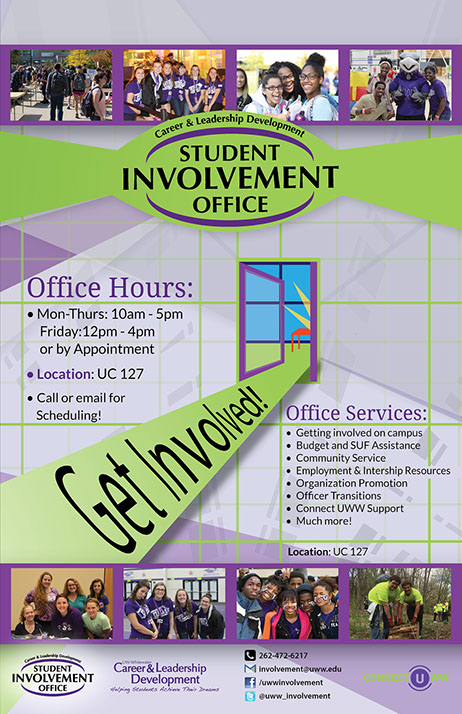 Career & Leadership Development
STUDENT
INVOLVEMENT
OFFICE
Office Hours:
• Mon-Thurs: 10am - 5pm
Friday:12pm - 4pm
or by Appointment
• Location: UC 127
• Call or email for
Scheduling!
Get Involved!!
Office Services:
• Getting involved on campus
• Budget and SUF Assistance
• Community Service
• Employment & Intership Resources
• Organization Promotion
• Officer Transitions
• Connect UWW Support
• Much more!
Location: UC 127
Career & Leadership Development
STUDENT
INVOLVEMENT
OFFICE
UW-Whitewater
Career & Leadership
Development
Helping Students Achieve Their Dreams
262-472-6217
involvement@uww.edu
/uwwinvolvement
@uww_involvement
CONNECT U WW